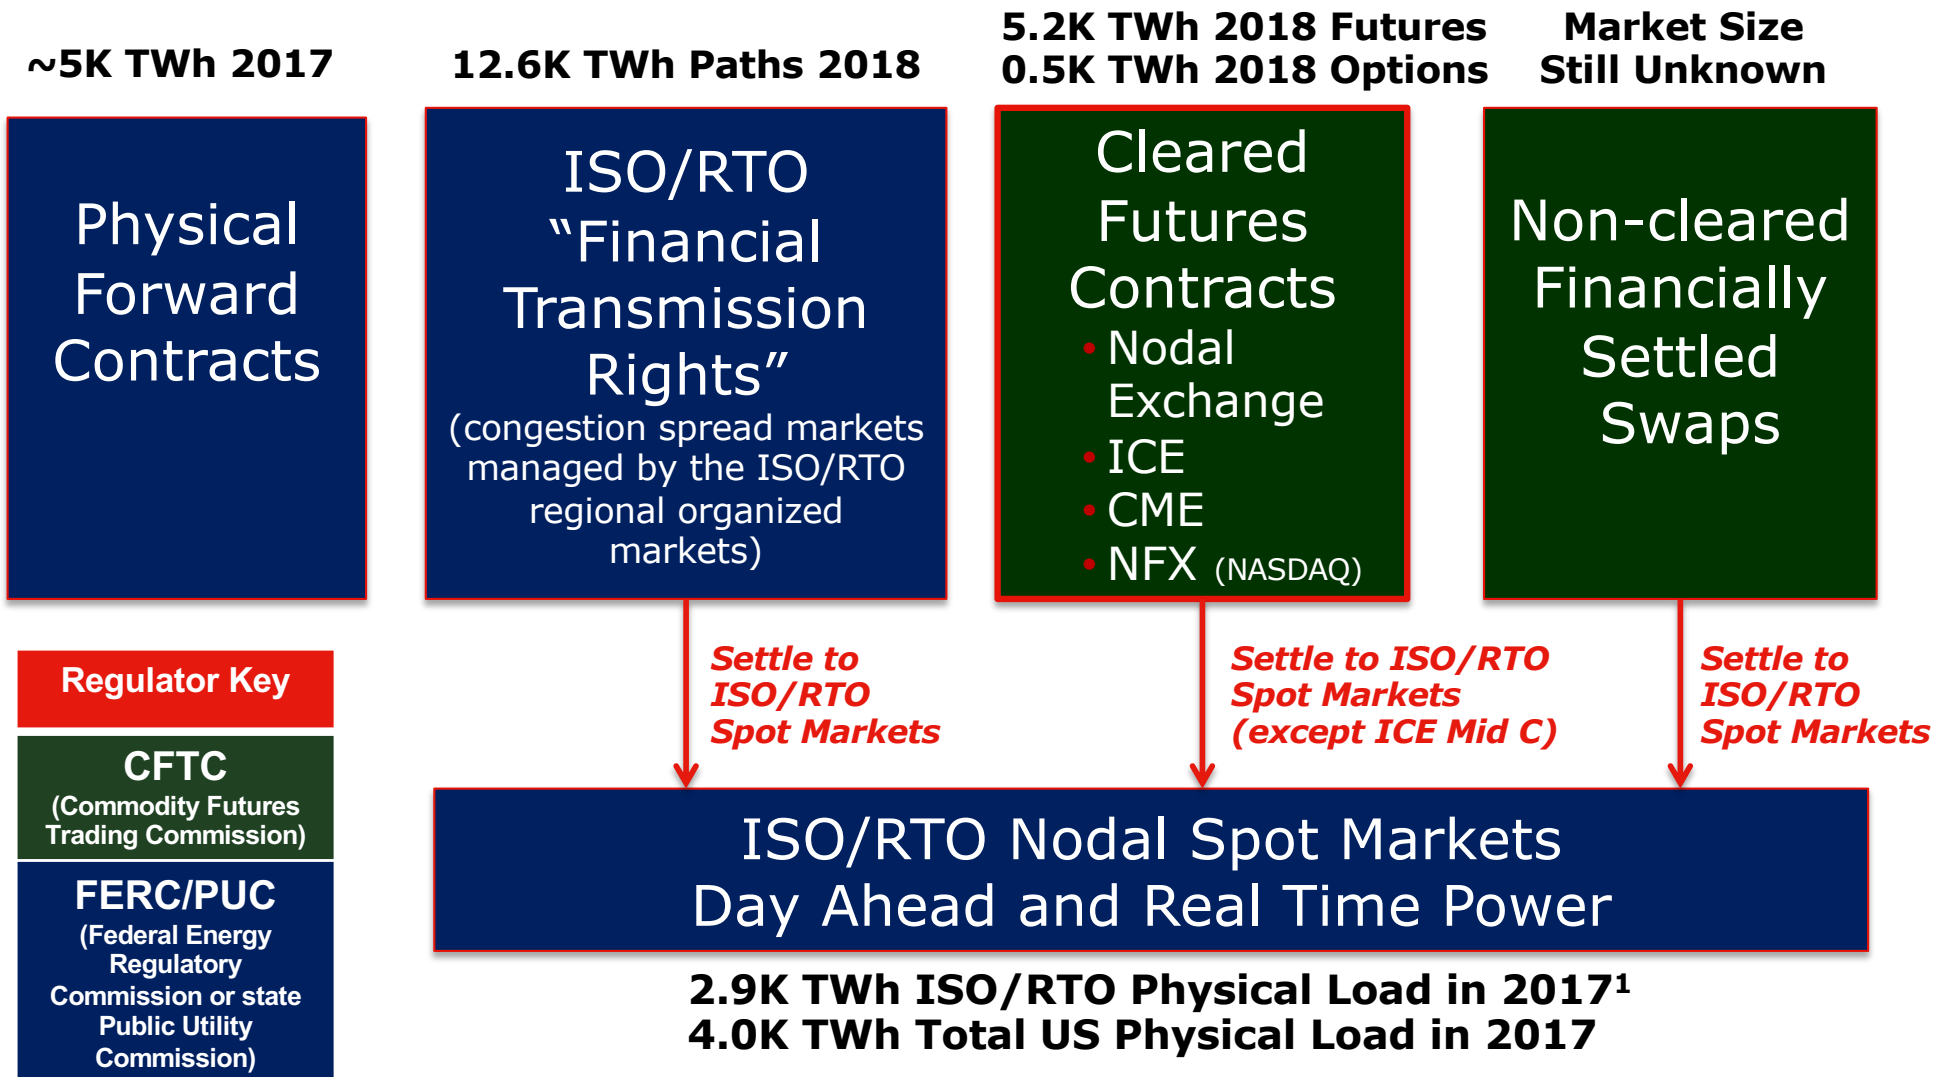 ~5K TWh 2017
12.6K TWh Paths 2018
5.2K TWh 2018 Futures
0.5K TWh 2018 Options
Market Size
Still Unknown
Physical
Forward
Contracts
ISO/RTO
“Financial
Transmission
Rights”
(congestion spread markets
managed by the ISO/RTO
regional organized
markets)
Cleared
Futures
Contracts
• Nodal
Exchange
• ICE
• CME
• NFX (NASDAQ)
Non-cleared
Financially
Settled
Swaps
Settle to
ISO/RTO
Spot Markets
Settle to ISO/RTO
Spot Markets
(except ICE Mid C)
Settle to
ISO/RTO
Spot Markets
Regulator Key
CFTC
(Commodity Futures
Trading Commission)
FERC/PUC
(Federal Energy
Regulatory
Commission or state
Public Utility
Commission)
ISO/RTO Nodal Spot Markets
Day Ahead and Real Time Power
2.9K TWh ISO/RTO Physical Load in 2017¹
4.0K TWh Total US Physical Load in 2017